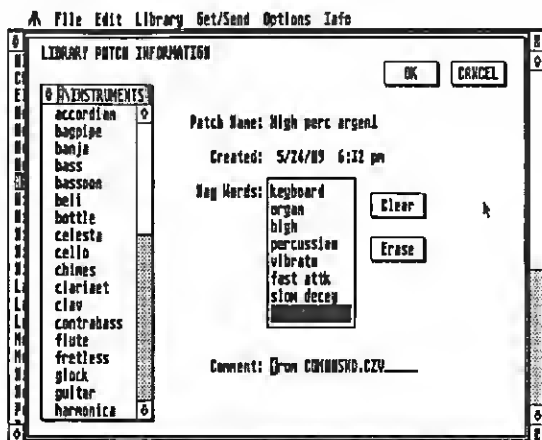 File Edit Library Get/Send Options Info
LIBRARY PATCH INFORMATION
OK
CANCEL
A\INSTRUMENTS
accordian
bagpipe
banjo
bass
bassoon
bell
bottle
celesta
cello
chimes
clarinet
clav
contrabass
flute
fretless
glock
guitar
harmonica
Patch Name: High perc organ1
Created: 5/24/89 6:32 pm
Key Words:
keyboard
organ
high
percussion
vibrato
fast attk
slow decay
Clear
Erase
Comment: From